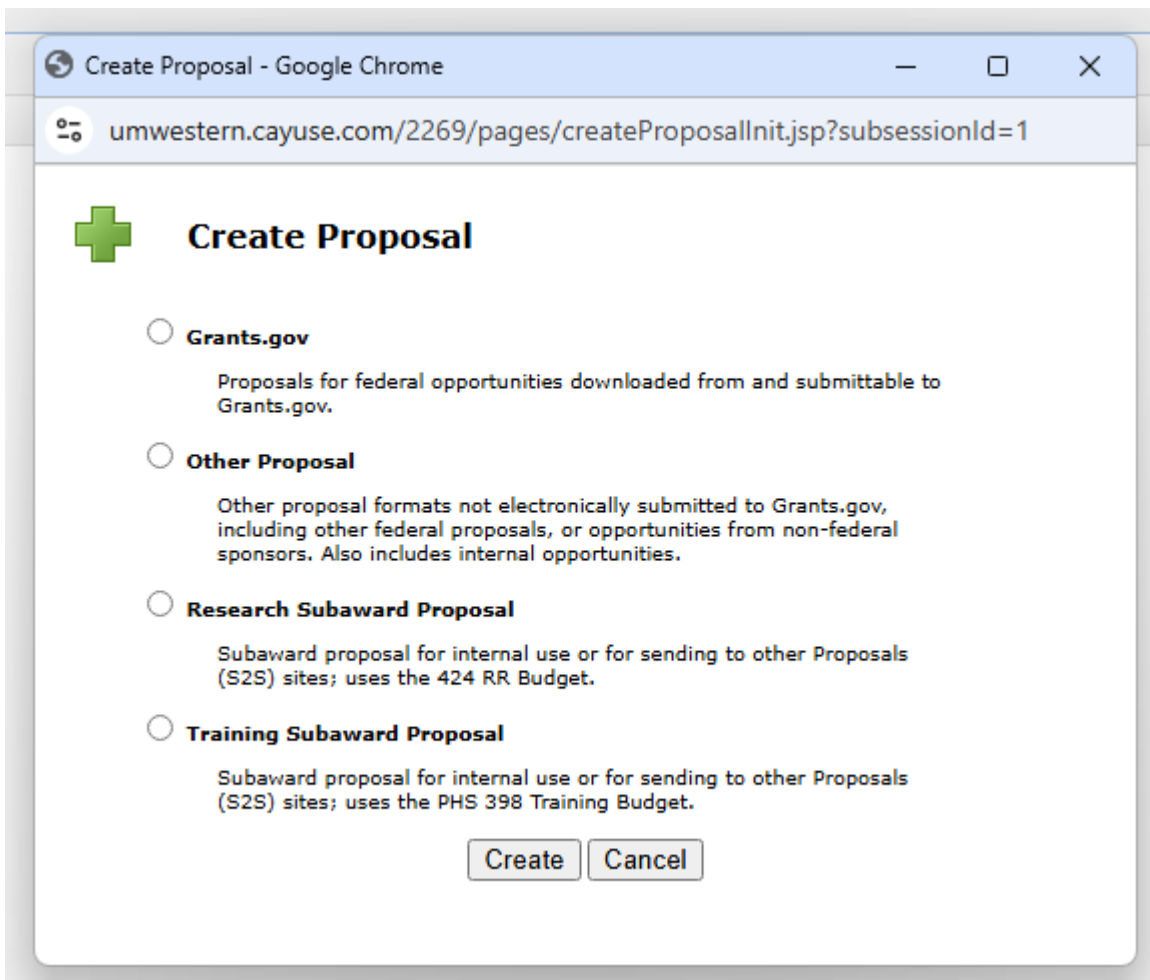 Create Proposal - Google Chrome
umwestern.cayuse.com/2269/pages/createProposalInit.jsp?subsessionId=1
Create Proposal
Grants.gov
Proposals for federal opportunities downloaded from and submittable to
Grants.gov.
Other Proposal
Other proposal formats not electronically submitted to Grants.gov,
including other federal proposals, or opportunities from non-federal
sponsors. Also includes internal opportunities.
Research Subaward Proposal
Subaward proposal for internal use or for sending to other Proposals
(S2S) sites; uses the 424 RR Budget.
Training Subaward Proposal
Subaward proposal for internal use or for sending to other Proposals
(S2S) sites; uses the PHS 398 Training Budget.
Create Cancel